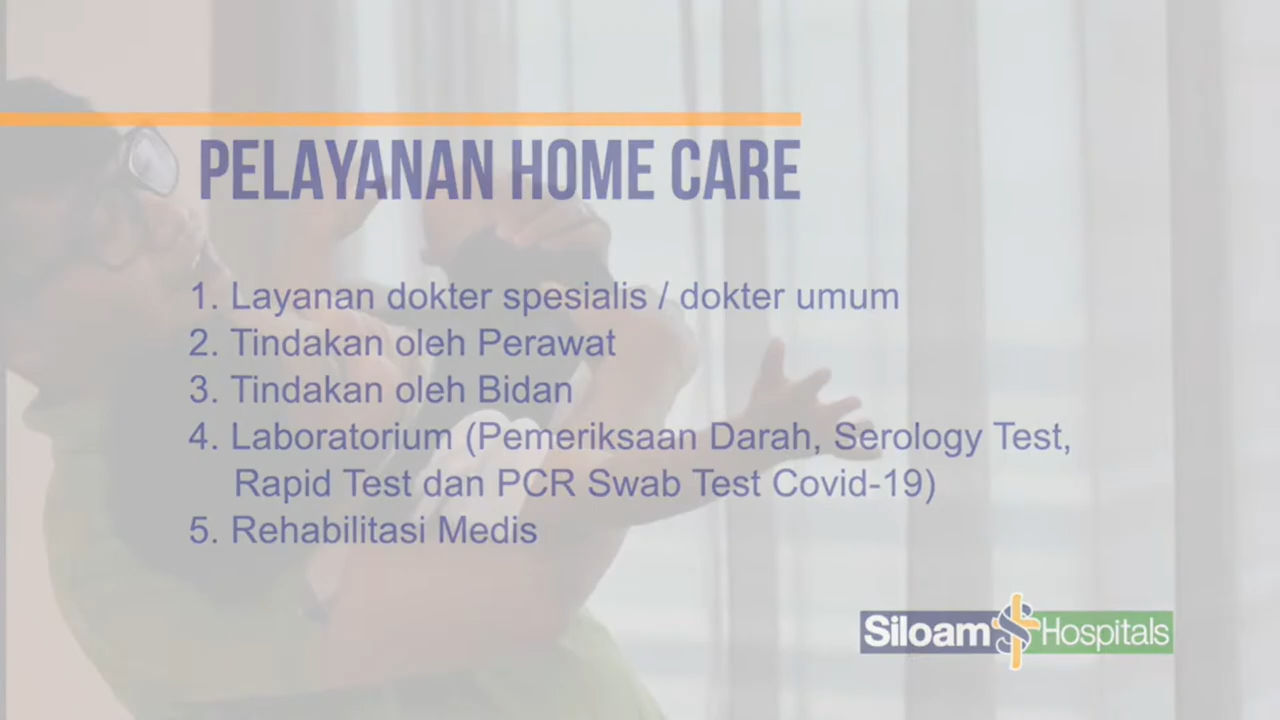 PELAYANAN HOME CARE
1. Layanan dokter spesialis / dokter umum
2. Tindakan oleh Perawat
3. Tindakan oleh Bidan
4. Laboratorium (Pemeriksaan Darah, Serology Test,
Rapid Test dan PCR Swab Test Covid-19)
5. Rehabilitasi Medis
Siloam Hospitals